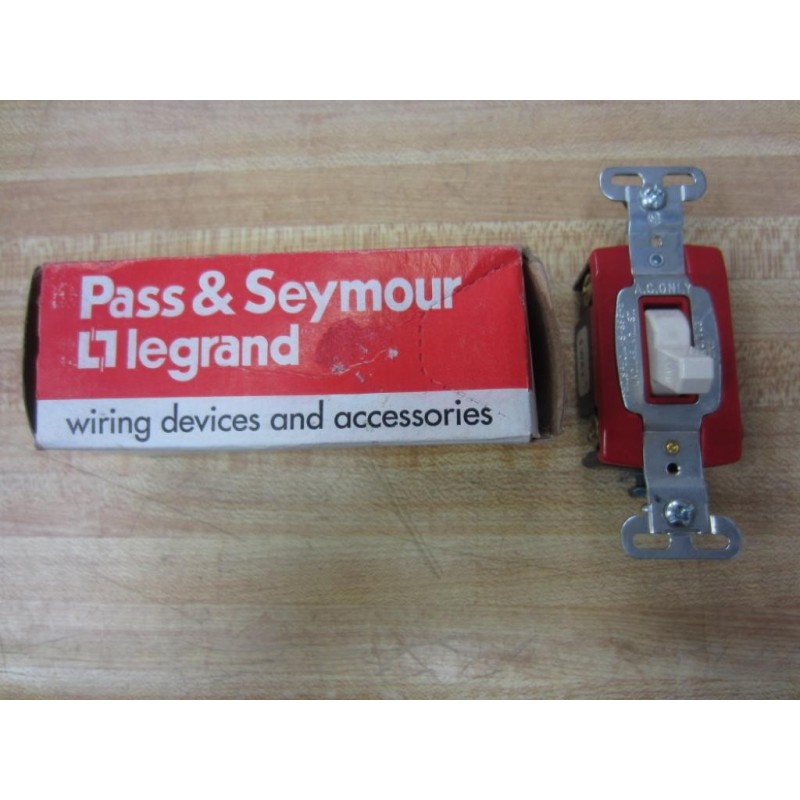 Pass & Seymour
legrand
wiring devices and accessories
A.C.ONLY